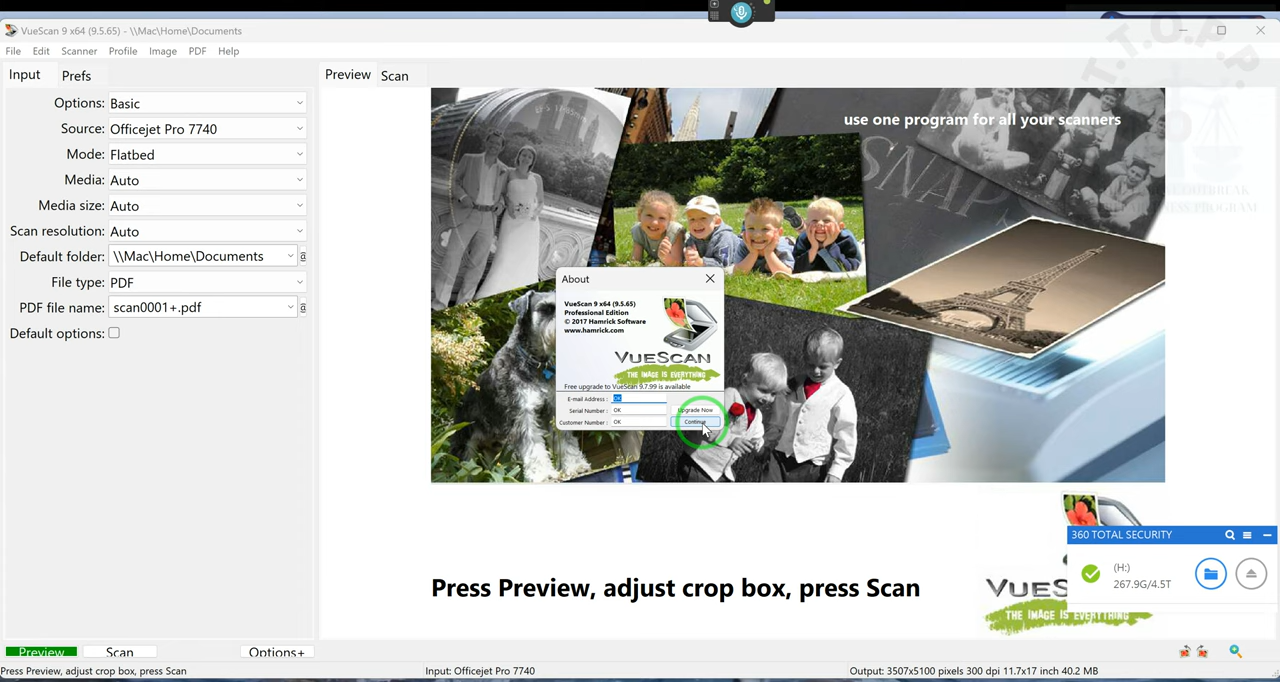 T.T.O.P.P.
VueScan 9 x64 (9.5.65) - \\Mac\Home\Documents
File Edit Scanner Profile Image PDF Help
Input Prefs
Preview Scan
Options: Basic
Source: Officejet Pro 7740
Mode: Flatbed
Media: Auto
Media size: Auto
Scan resolution: Auto
Default folder: \\Mac\Home\Documents
File type: PDF
PDF file name: scan0001+.pdf
Default options:
use one program for all your scanners
SNAP
PROGRAM
About
VueScan 9 x64 (9.5.65)
Professional Edition
© 2017 Hamrick Software
www.hamrick.com
VUESCAN
THE IMAGE IS EVERYTHING
Free upgrade to VueScan 9.7.99 is available
E-mail Address : OK
Serial Number : OK
Upgrade Now
Customer Number : OK
Continue
360 TOTAL SECURITY
(H:)
267.9G/4.5T
Press Preview, adjust crop box, press Scan
THE IMAGE IS EVERYTHING
Preview Scan Options+
Press Preview, adjust crop box, press Scan
Input: Officejet Pro 7740
Output: 3507x5100 pixels 300 dpi 11.7x17 inch 40.2 MB